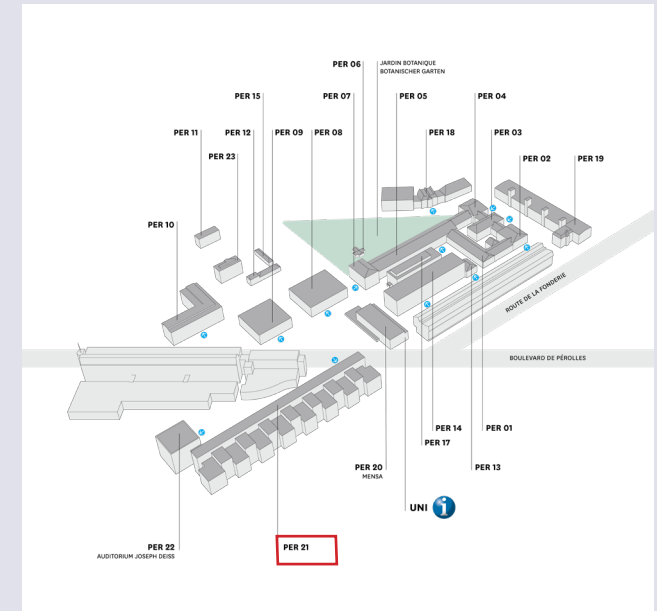 PER 06
JARDIN BOTANIQUE
BOTANISCHER GARTEN
PER 15
PER 07
PER 05
PER 04
PER 11
PER 12
PER 09
PER 08
PER 18
PER 03
PER 23
PER 02
PER 19
PER 10
ROUTE DE LA FONDERIE
BOULEVARD DE PÉROLLES
PER 14
PER 01
PER 17
PER 20
MENSA
PER 13
UNI i
PER 22
AUDITORIUM JOSEPH DEISS
PER 21